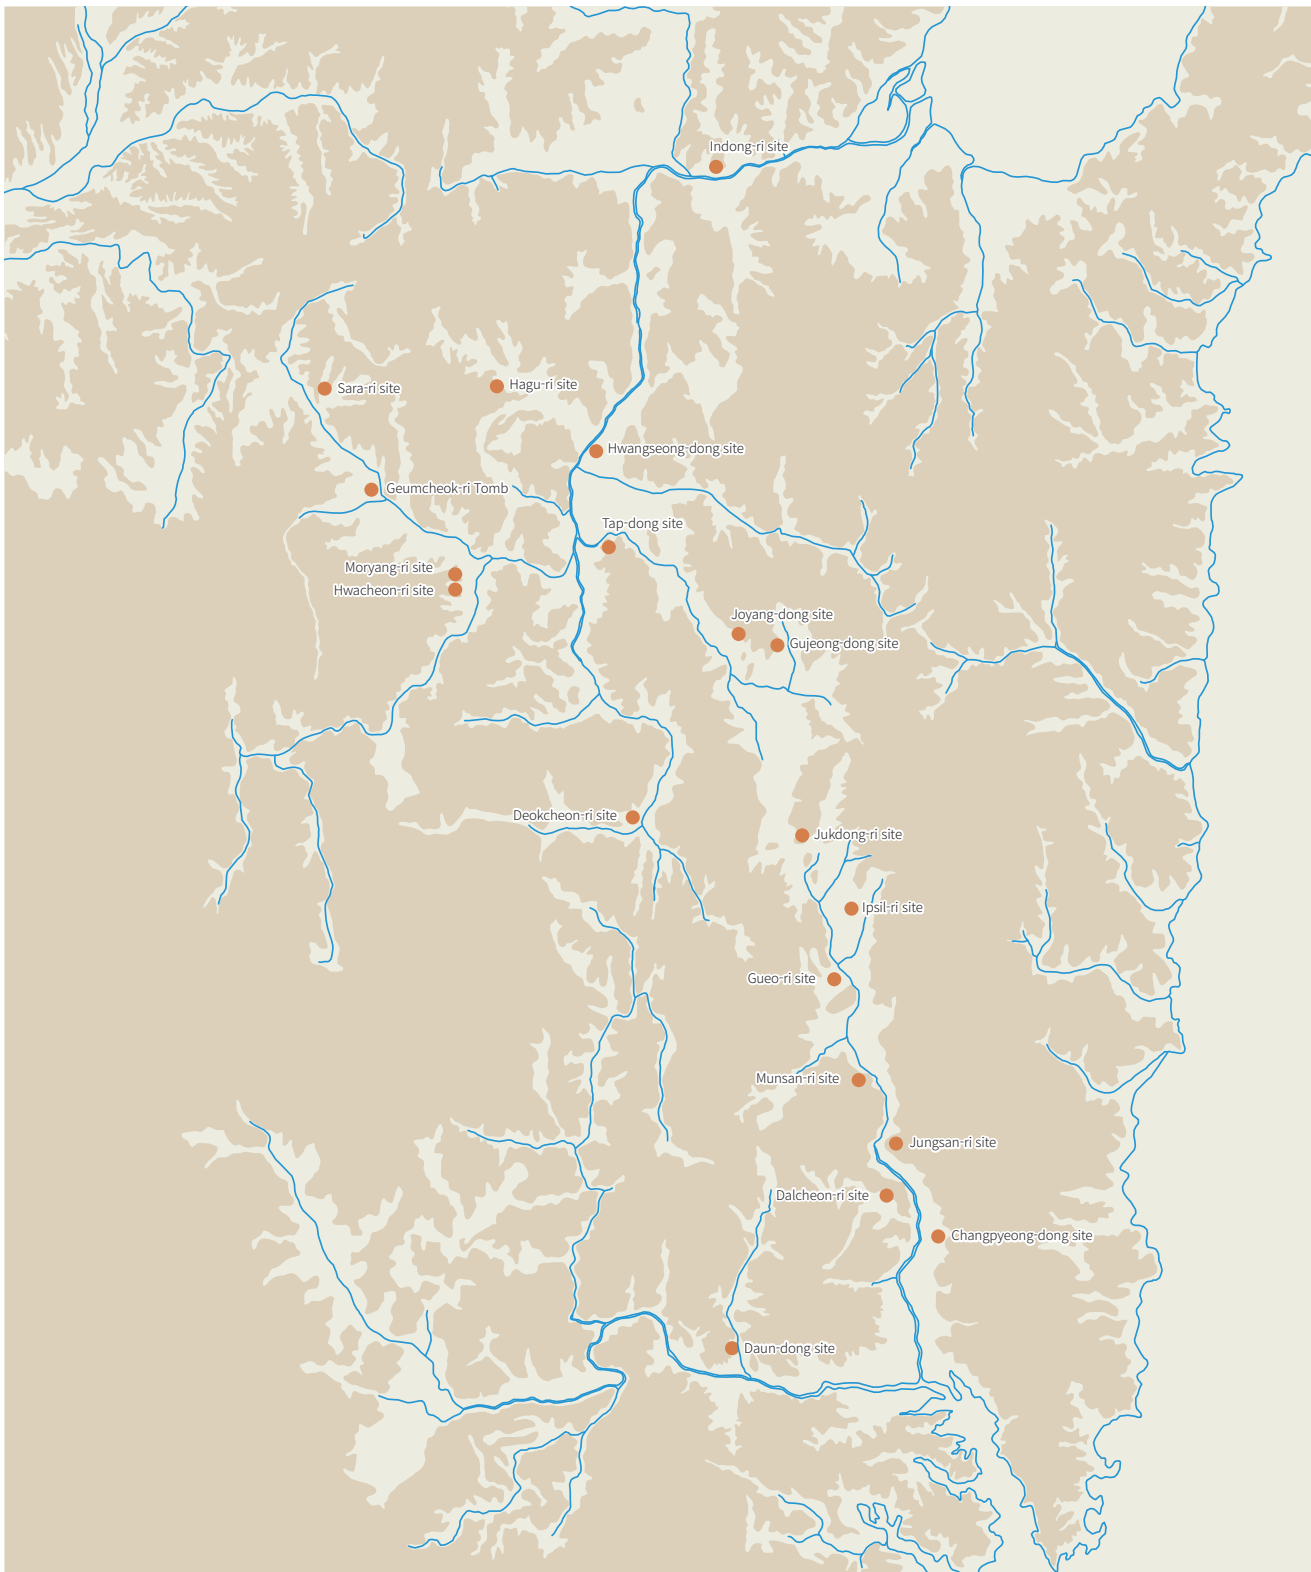 Indong-ri site
Sara-ri site
Hagu-ri site
Hwangseong-dong site
Geumcheok-ri Tomb
Tap-dong site
Moryang-ri site
Hwacheon-ri site
Joyang-dong site
Gujeong-dong site
Deokcheon-ri site
Jukdong-ri site
Ipsil-ri site
Gueo-ri site
Munsan-ri site
Jungsan-ri site
Dalcheon-ri site
Changpyeong-dong site
Daun-dong site